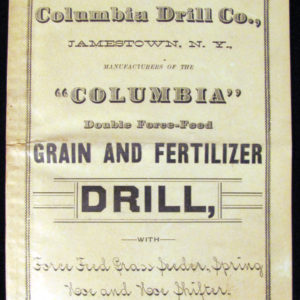 Columbia Drill Co.,
JAMESTOWN, N. Y.,
MANUFACTURERS OF THE
"COLUMBIA"
Double Force-Feed
GRAIN AND FERTILIZER
DRILL,
—WITH—
Force Feed Grass Seeder, Spring
Hoe and Hoe Shifter.